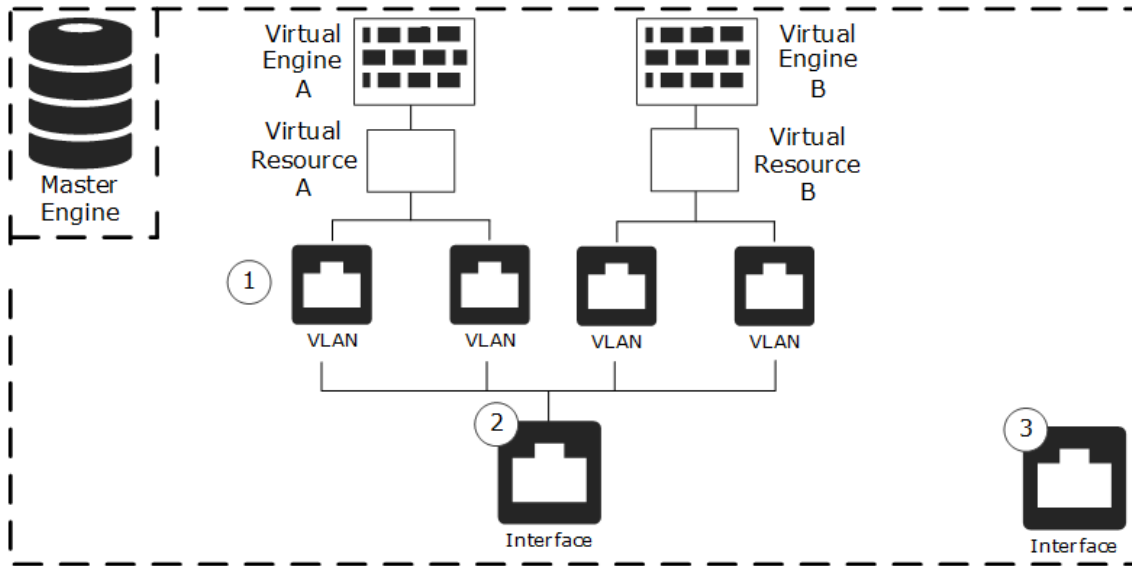 Master
Engine
Virtual
Engine
A
Virtual
Engine
B
Virtual
Resource
A
Virtual
Resource
B
1
VLAN
VLAN
VLAN
VLAN
2
Interface
3
Interface